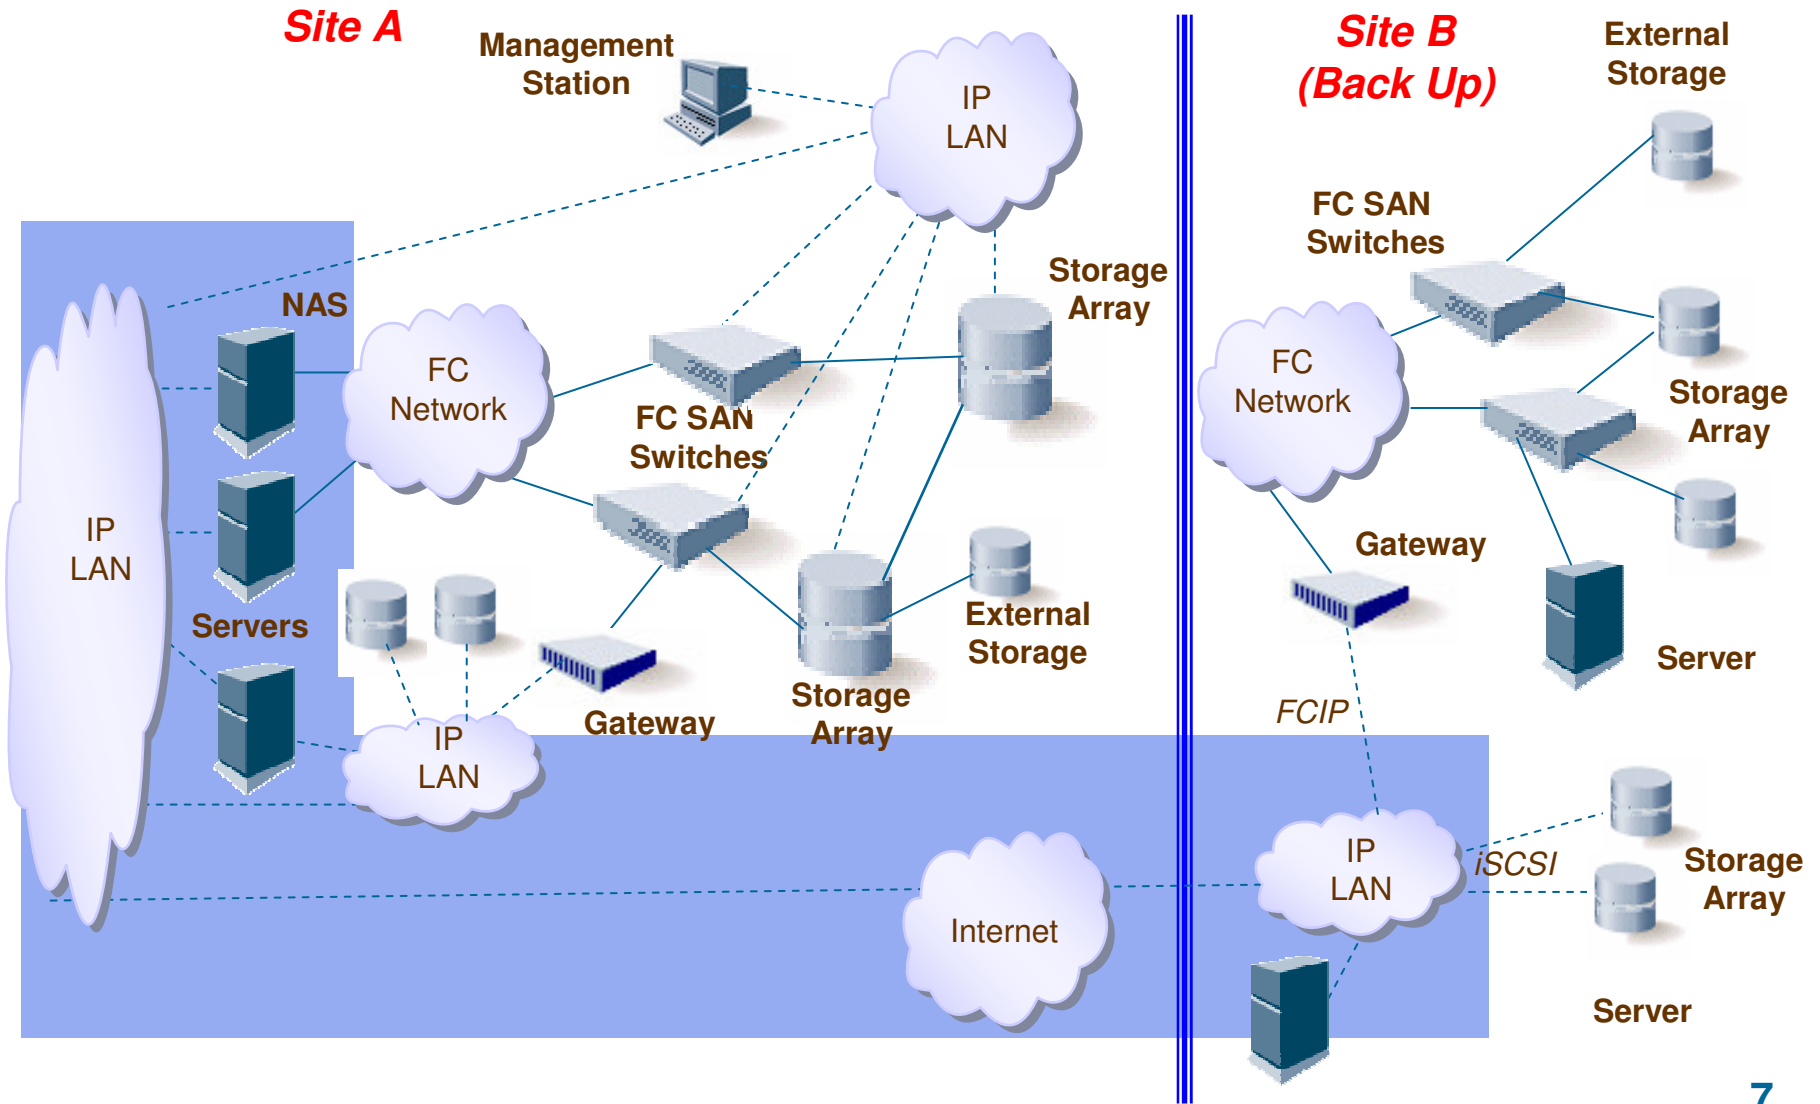 Site A
Management
Station
IP
LAN
NAS
FC
Network
FC SAN
Switches
Storage
Array
IP
LAN
Servers
External
Storage
Storage
Array
Gateway
IP
LAN
Internet
Site B
(Back Up)
External
Storage
FC SAN
Switches
FC
Network
Storage
Array
Gateway
Server
FCIP
IP
LAN
iSCSI
Storage
Array
Server
7